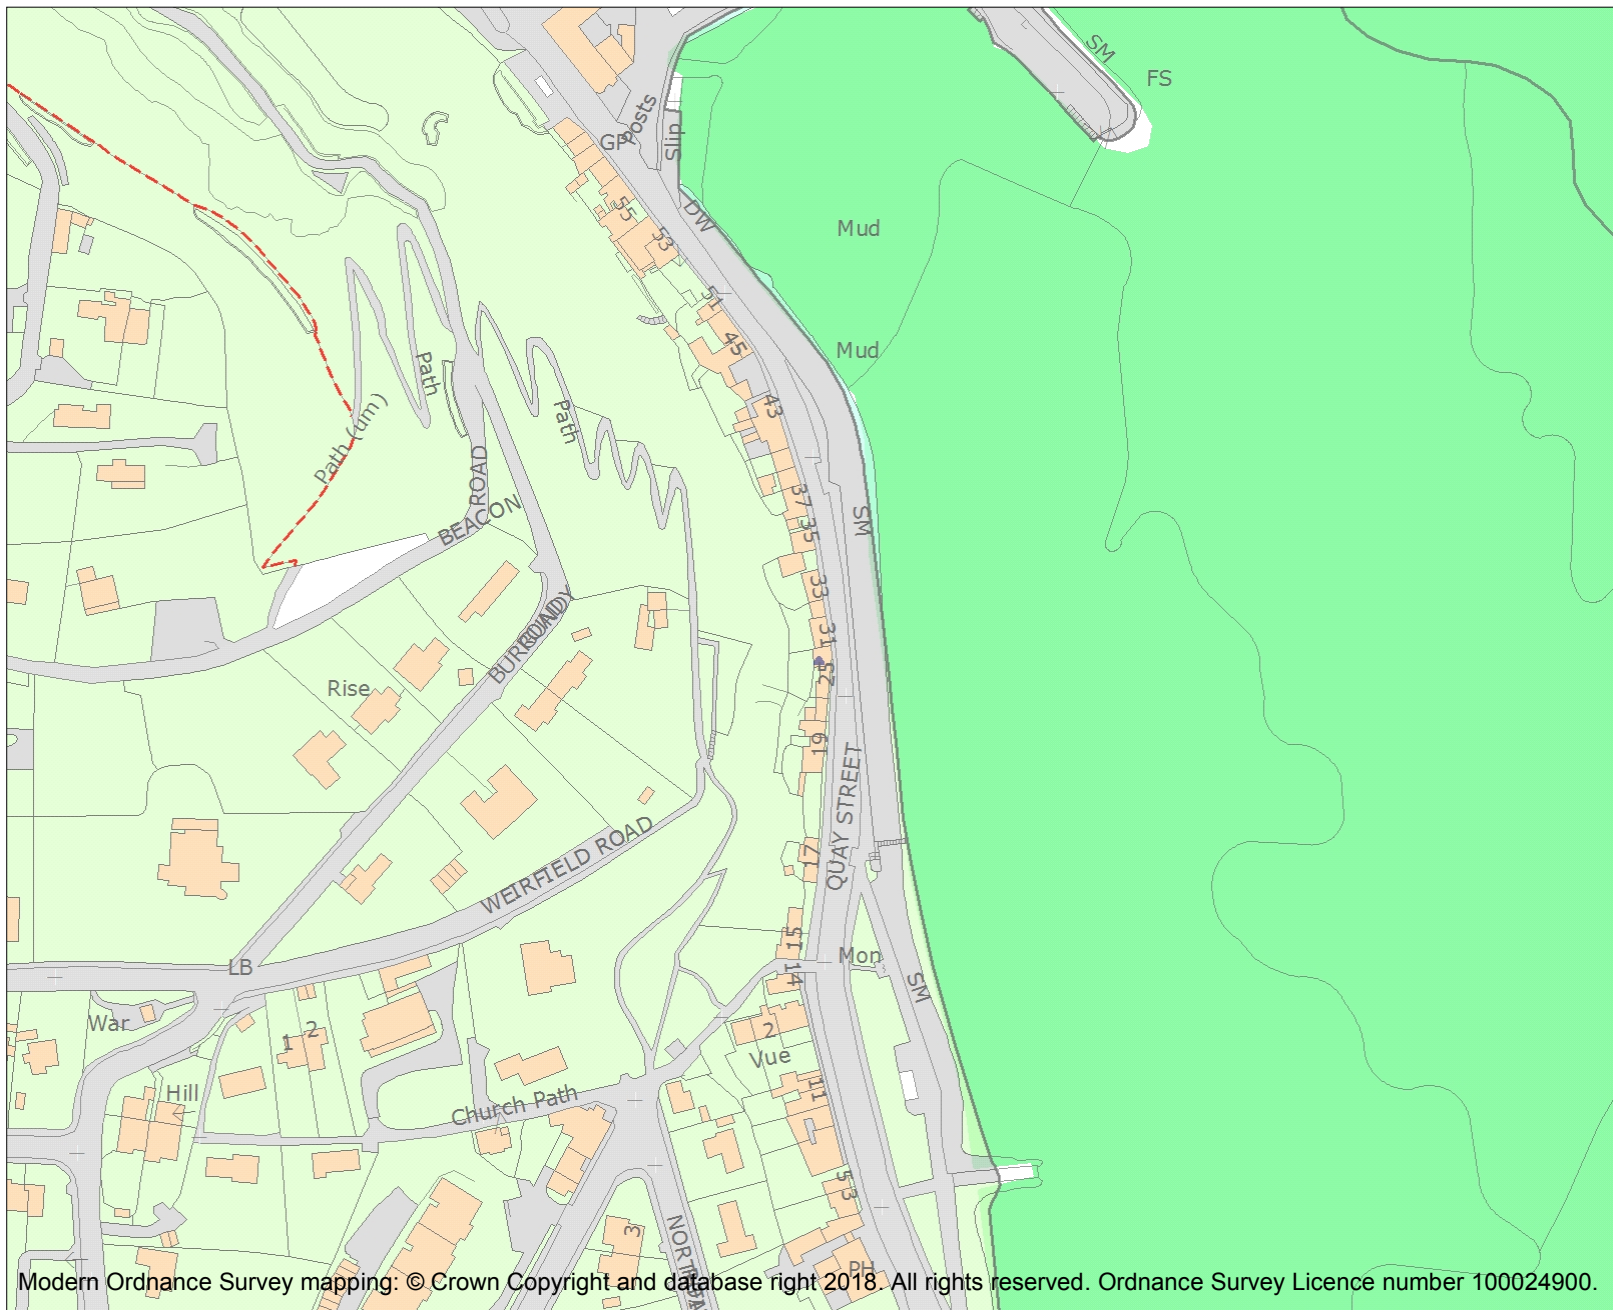 SM
FS
Posts
GP
Slip
DW
55
53
Mud
51
45
Mud
Path
Path
43
Path (um)
ROAD
BEACON
37
35
SM
33
BURGUNDY
ROAD
31
25
Rise
19
QUAY STREET
17
WEIRFIELD ROAD
15
Mon
LB
14
SM
War
1
2
2
Vue
Hill
11
Church Path
53
3
PH
Modern Ordnance Survey mapping: © Crown Copyright and database right 2018. All rights reserved. Ordnance Survey Licence number 100024900.